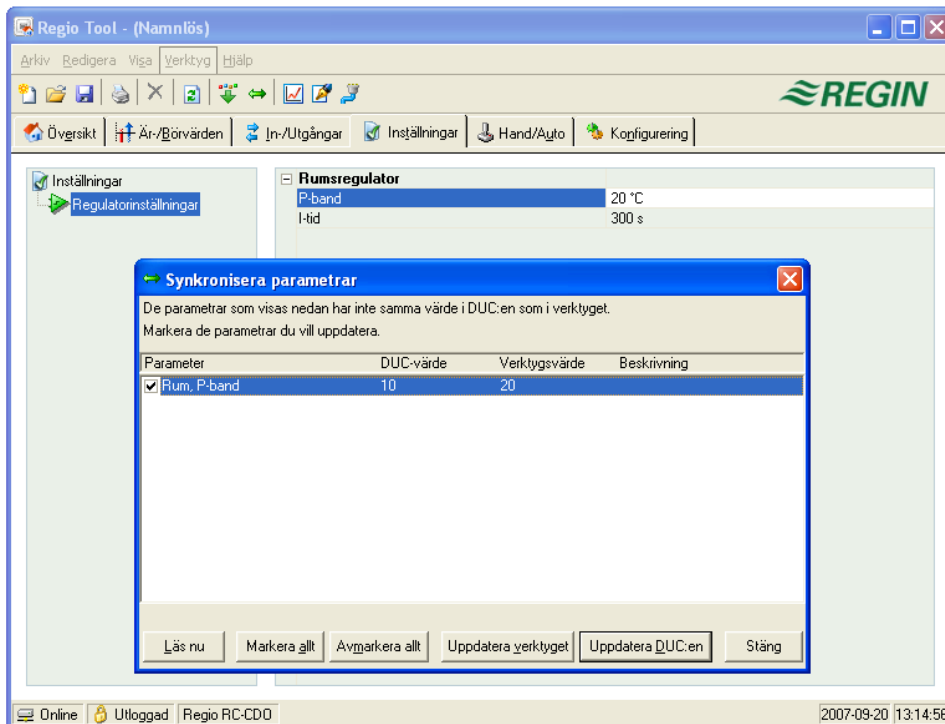 Regio Tool - (Namnlös)
Arkiv Redigera Visa Verktyg Hjälp
REGIN
Översikt Är-/Börvärden In-/Utgångar Inställningar Hand/Auto Konfigurering
Inställningar
Regulatorinställningar
Rumsregulator
P-band 20 °C
I-tid 300 s
Synkronisera parametrar
De parametrar som visas nedan har inte samma värde i DUC:en som i verktyget.
Markera de parametrar du vill uppdatera.
Parameter DUC-värde Verktygsvärde Beskrivning
Rum, P-band 10 20
Läs nu Markera allt Avmarkera allt Uppdatera verktyget Uppdatera DUC:en Stäng
Online Utloggad Regio RC-CDO 2007-09-20 13:14:56